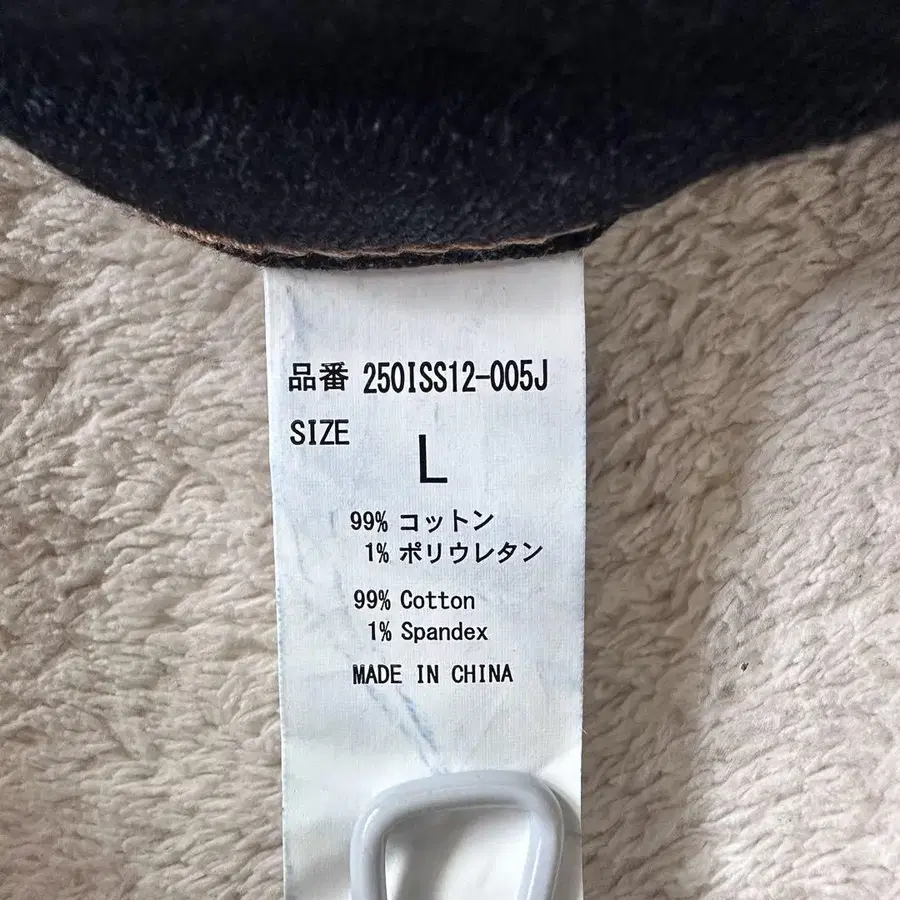 品番 250ISS12-005J
SIZE
L
99% コットン
1% ポリウレタン
99% Cotton
1% Spandex
MADE IN CHINA